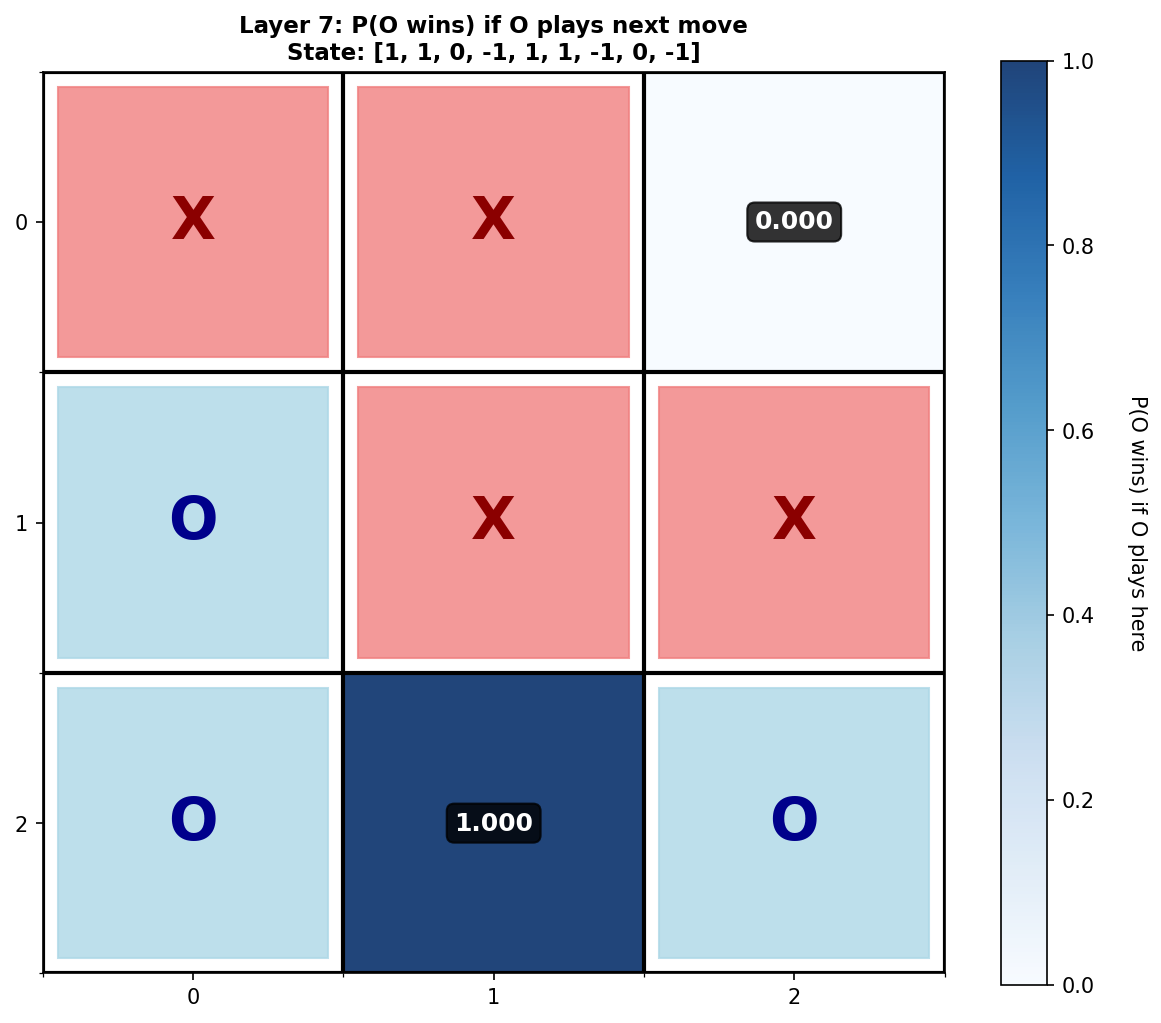 Layer 7: P(O wins) if O plays next move
State: [1, 1, 0, -1, 1, 1, -1, 0, -1]
0
X
X
0.000
1
O
X
X
2
O
1.000
O
0
1
2
1.0
0.8
0.6
0.4
0.2
0.0
P(O wins) if O plays here